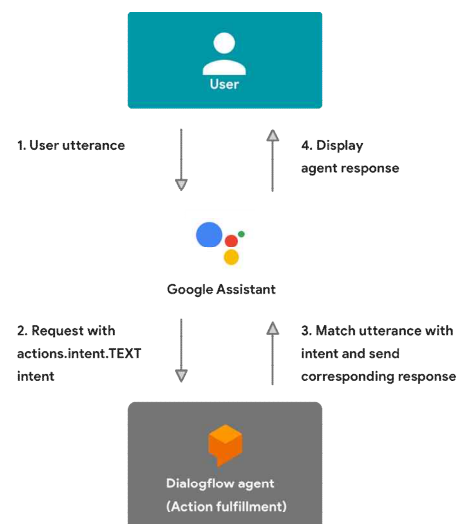 User
1. User utterance
4. Display
agent response
Google Assistant
2. Request with
actions.intent.TEXT
intent
3. Match utterance with
intent and send
corresponding response
Dialogflow agent
(Action fulfillment)